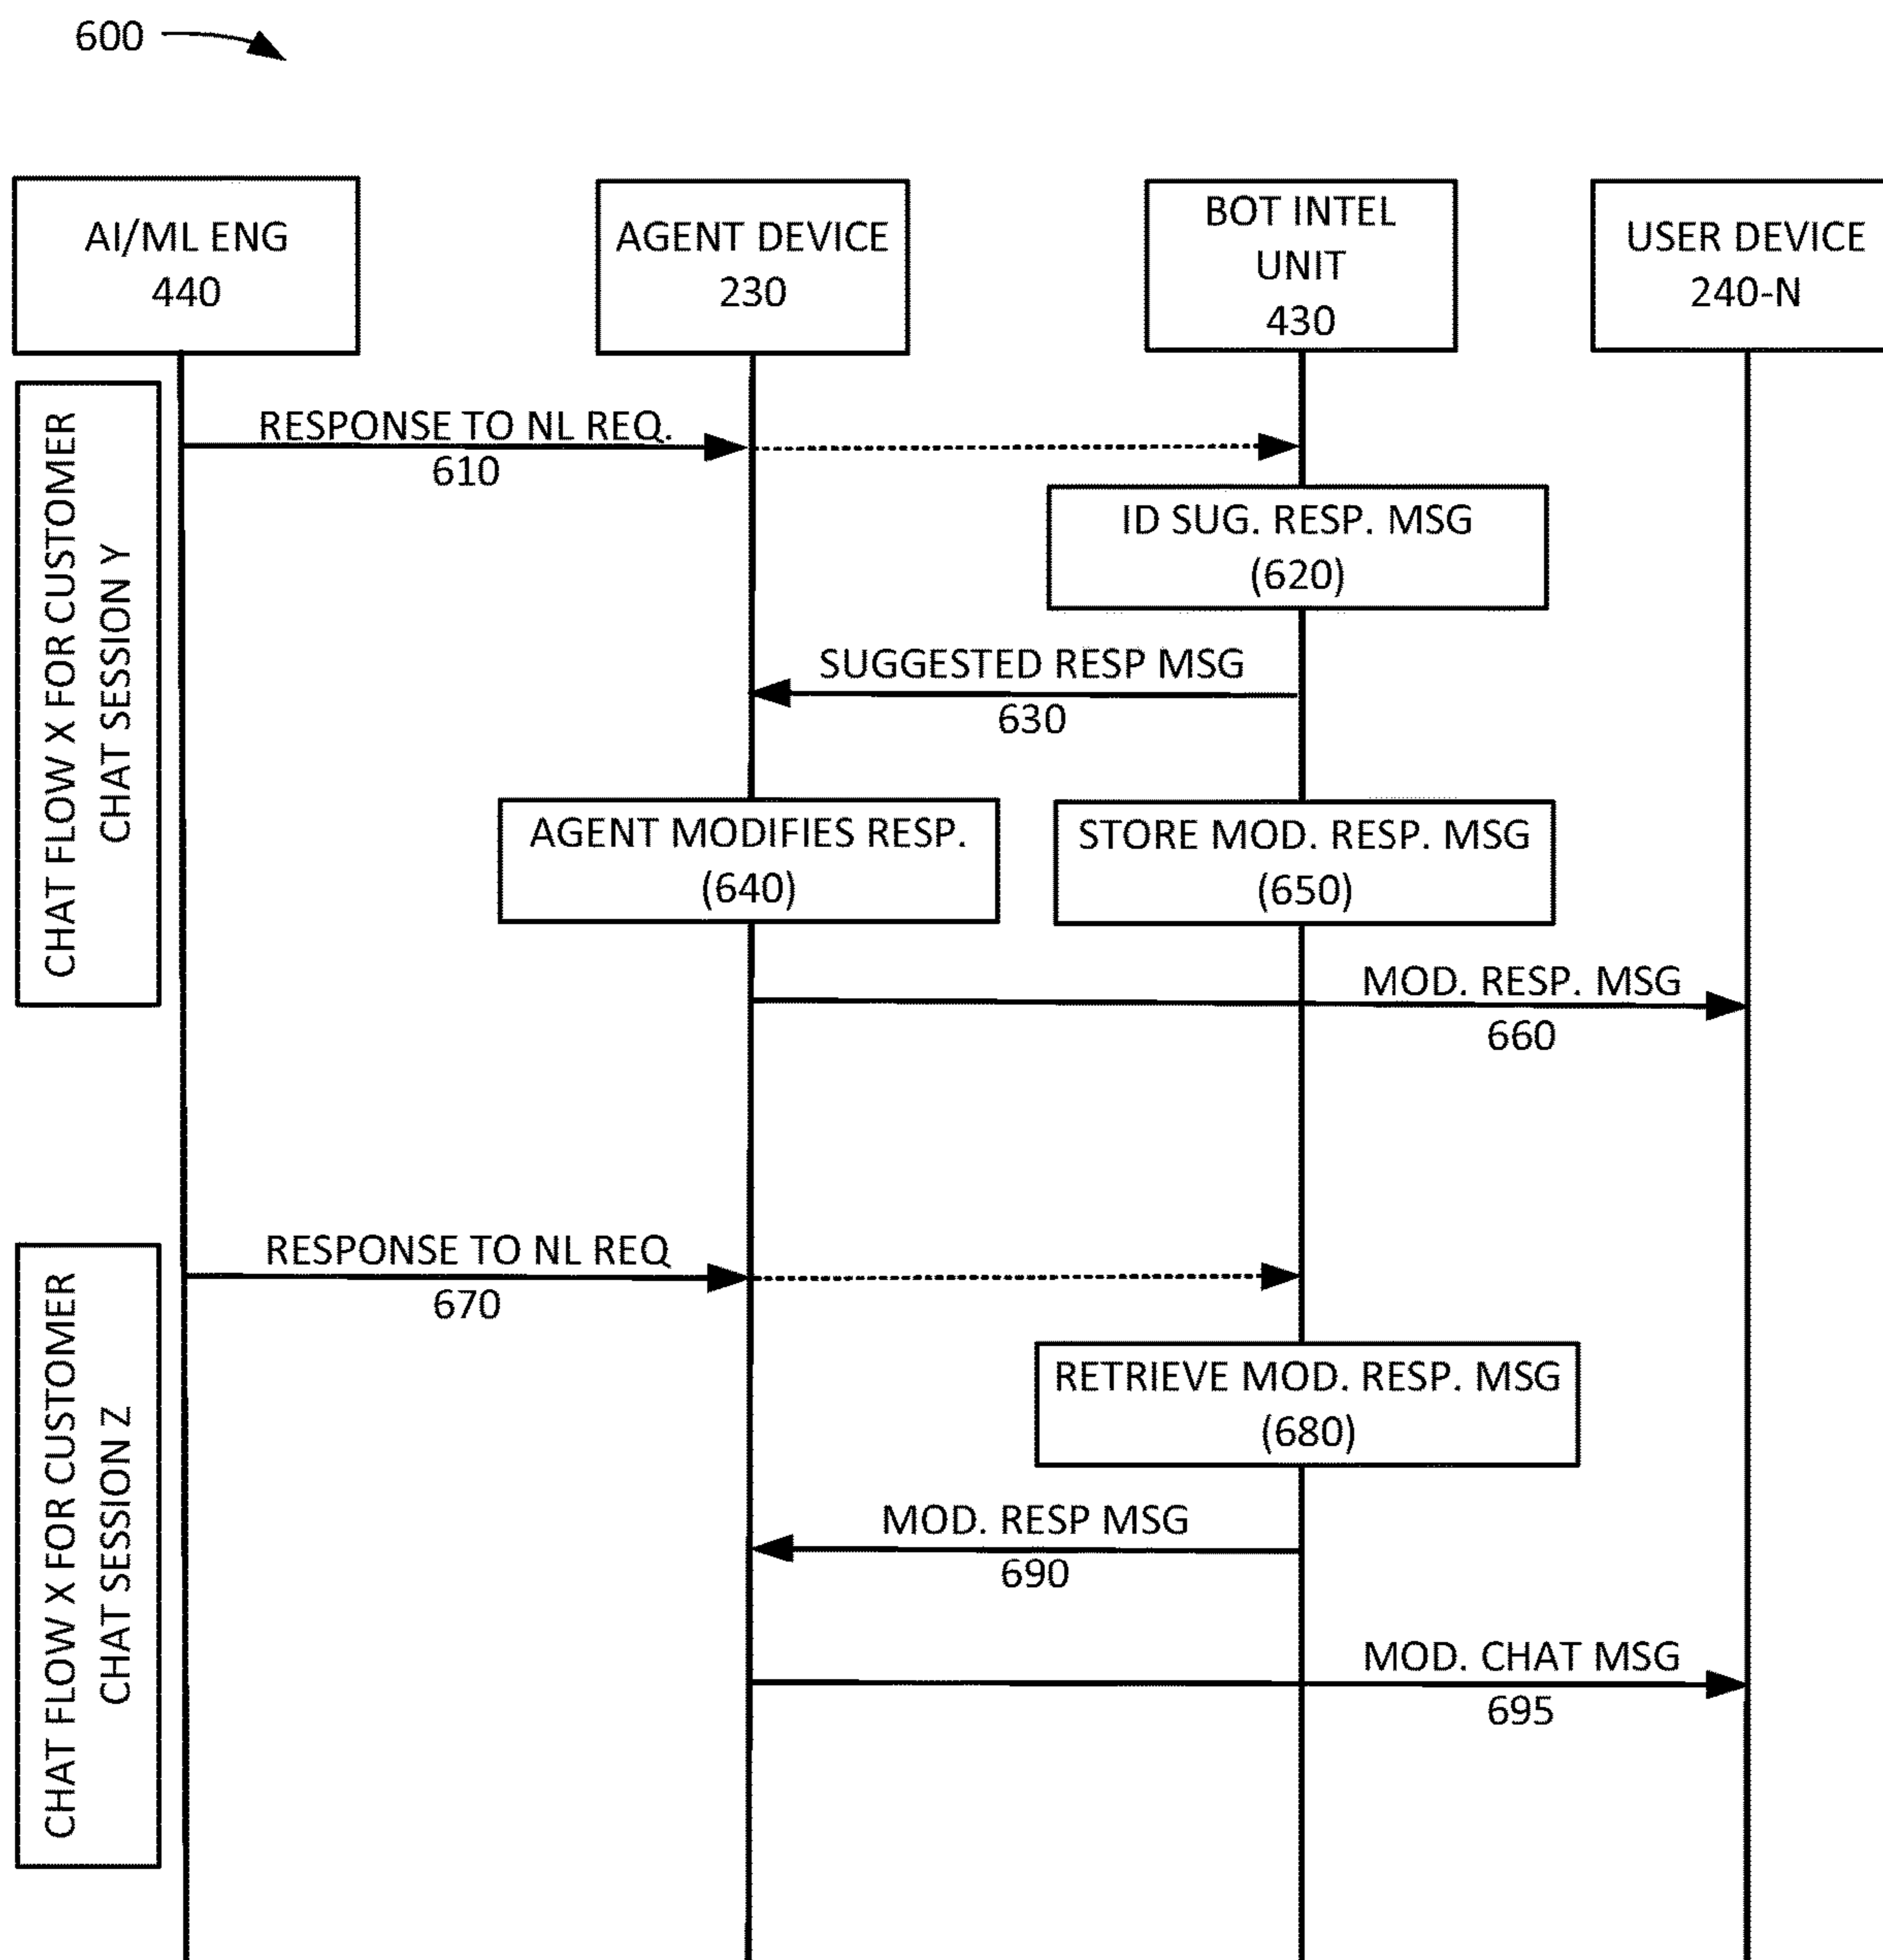 600
AI/ML ENG
440
AGENT DEVICE
230
BOT INTEL
UNIT
430
USER DEVICE
240-N
CHAT FLOW X FOR CUSTOMER
CHAT SESSION Y
RESPONSE TO NL REQ.
610
ID SUG. RESP. MSG
(620)
SUGGESTED RESP MSG
630
AGENT MODIFIES RESP.
(640)
STORE MOD. RESP. MSG
(650)
MOD. RESP. MSG
660
CHAT FLOW X FOR CUSTOMER
CHAT SESSION Z
RESPONSE TO NL REQ
670
RETRIEVE MOD. RESP. MSG
(680)
MOD. RESP MSG
690
MOD. CHAT MSG
695